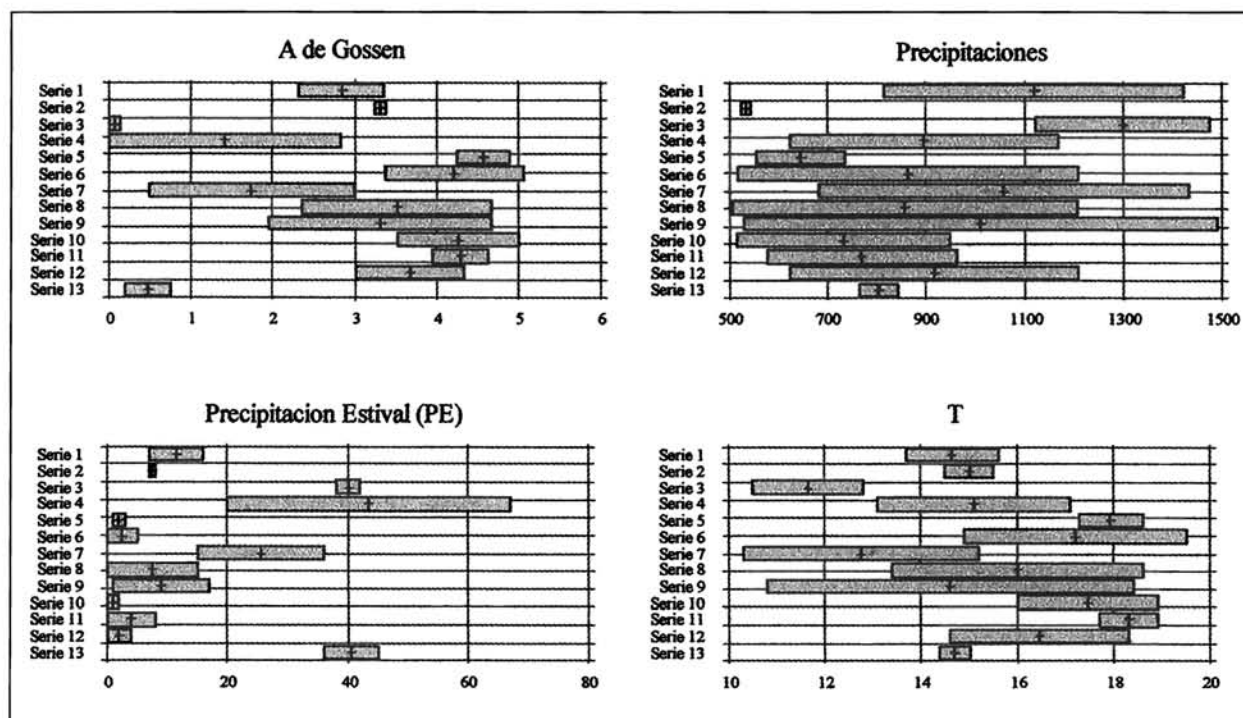 A de Gossen
Serie 1
Serie 2
Serie 3
Serie 4
Serie 5
Serie 6
Serie 7
Serie 8
Serie 9
Serie 10
Serie 11
Serie 12
Serie 13
0 1 2 3 4 5 6
Precipitaciones
Serie 1
Serie 2
Serie 3
Serie 4
Serie 5
Serie 6
Serie 7
Serie 8
Serie 9
Serie 10
Serie 11
Serie 12
Serie 13
500 700 900 1100 1300 1500
Precipitacion Estival (PE)
Serie 1
Serie 2
Serie 3
Serie 4
Serie 5
Serie 6
Serie 7
Serie 8
Serie 9
Serie 10
Serie 11
Serie 12
Serie 13
0 20 40 60 80
T
Serie 1
Serie 2
Serie 3
Serie 4
Serie 5
Serie 6
Serie 7
Serie 8
Serie 9
Serie 10
Serie 11
Serie 12
Serie 13
10 12 14 16 18 20